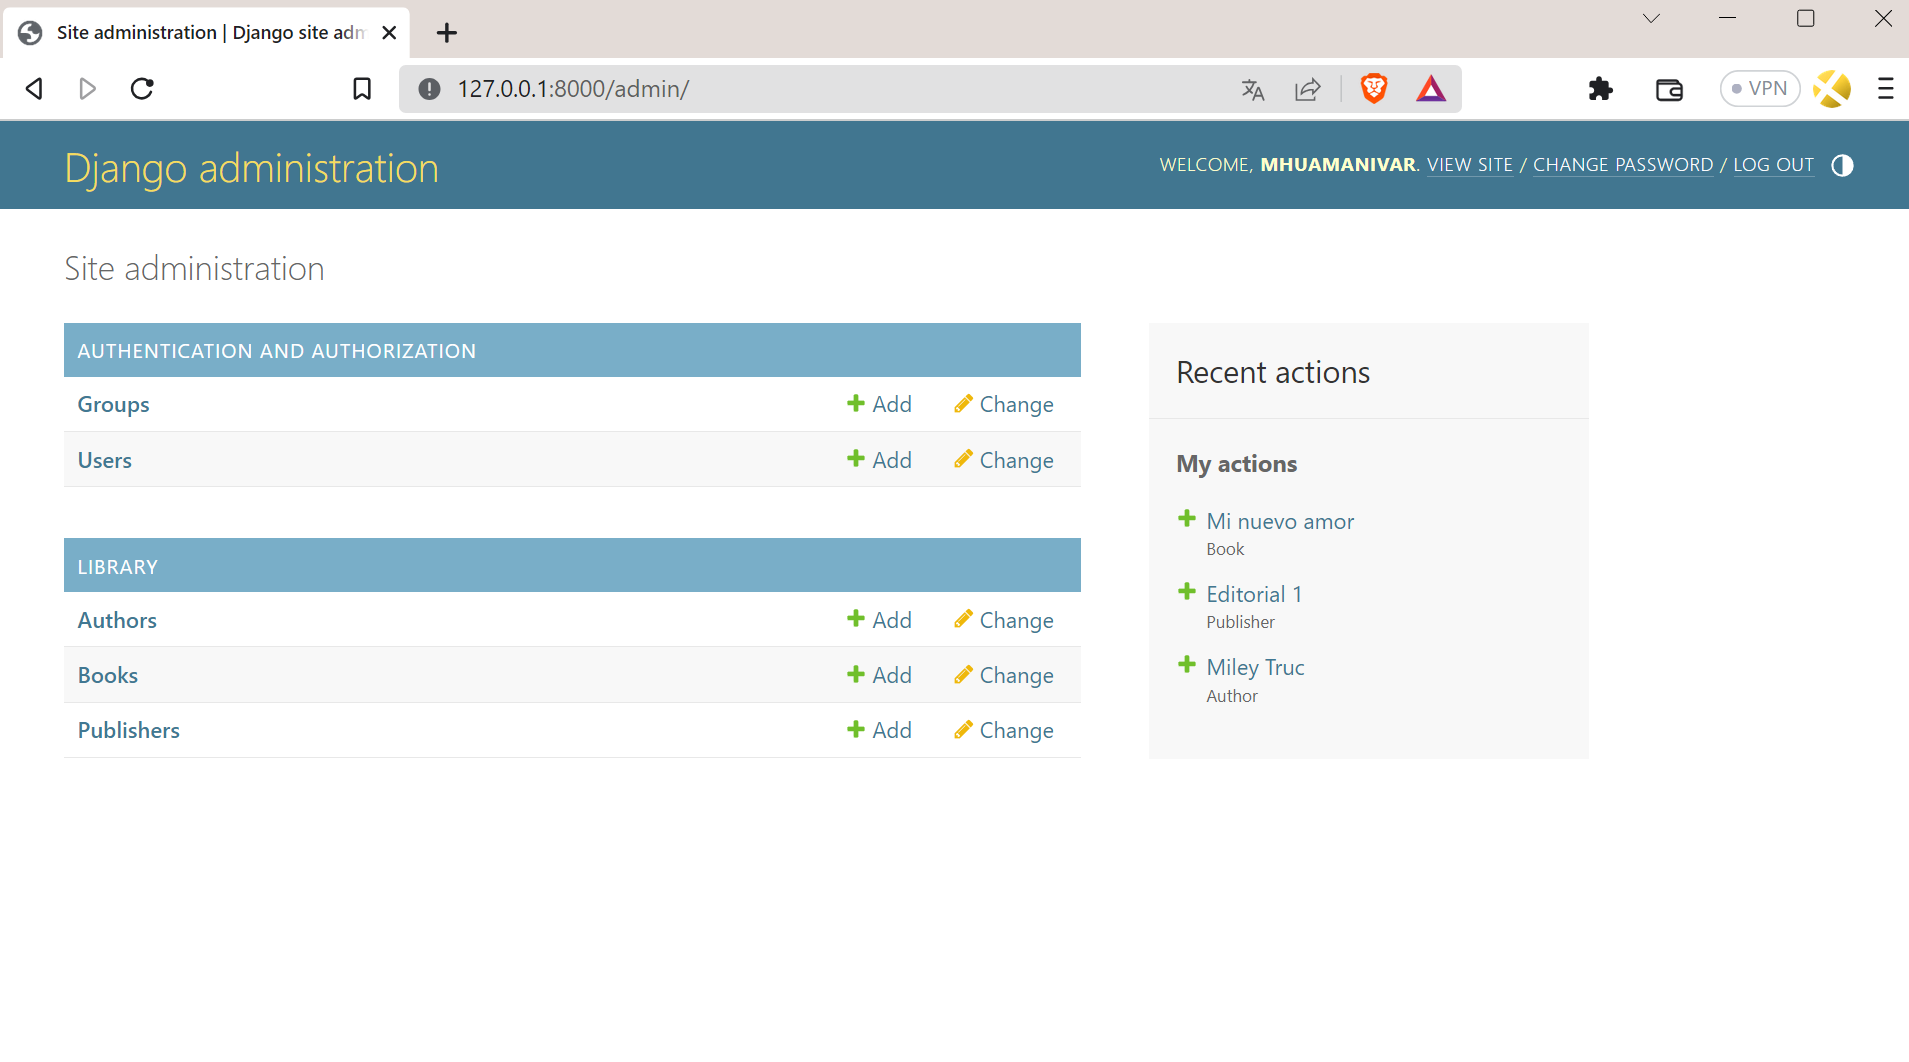 Site administration | Django site adm
127.0.0.1:8000/admin/
VPN
Django administration
WELCOME, MHUAMANIVAR. VIEW SITE / CHANGE PASSWORD / LOG OUT
Site administration
AUTHENTICATION AND AUTHORIZATION
Groups Add Change
Users Add Change
LIBRARY
Authors Add Change
Books Add Change
Publishers Add Change
Recent actions
My actions
Mi nuevo amor
Book
Editorial 1
Publisher
Miley Truc
Author